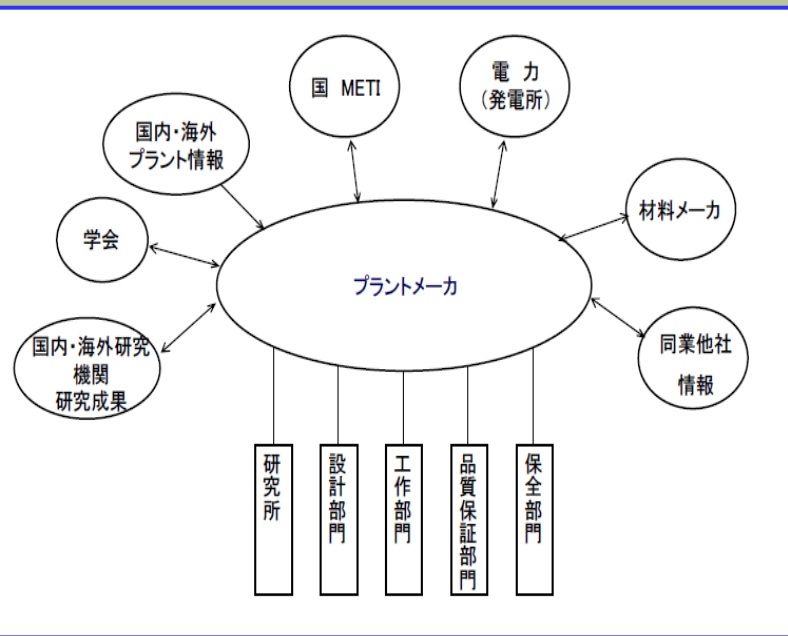 国 METI
電 力
（発電所）
国内・海外
プラント情報
材料メーカ
学会
プラントメーカ
国内・海外研究
機関
研究成果
同業他社
情報
研究所
設計部門
工作部門
品質保証部門
保全部門